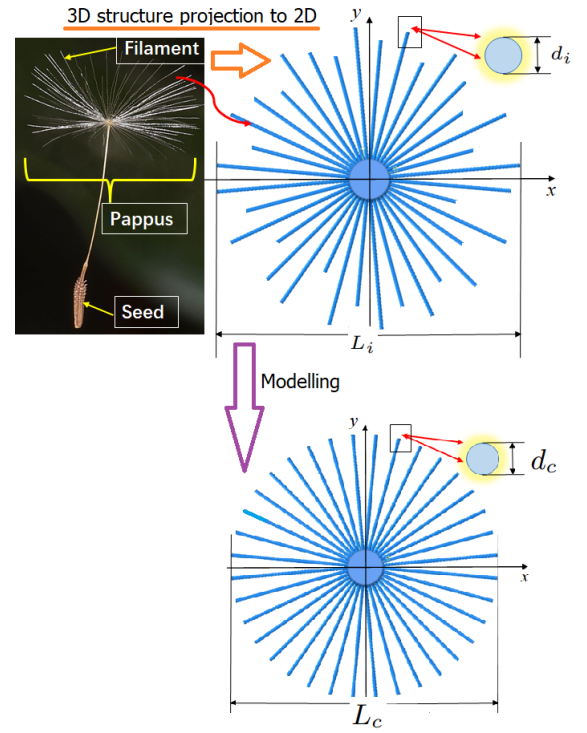 3D structure projection to 2D
Filament
y
d_i
x
Pappus
Seed
L_i
Modelling
y
d_c
x
L_c